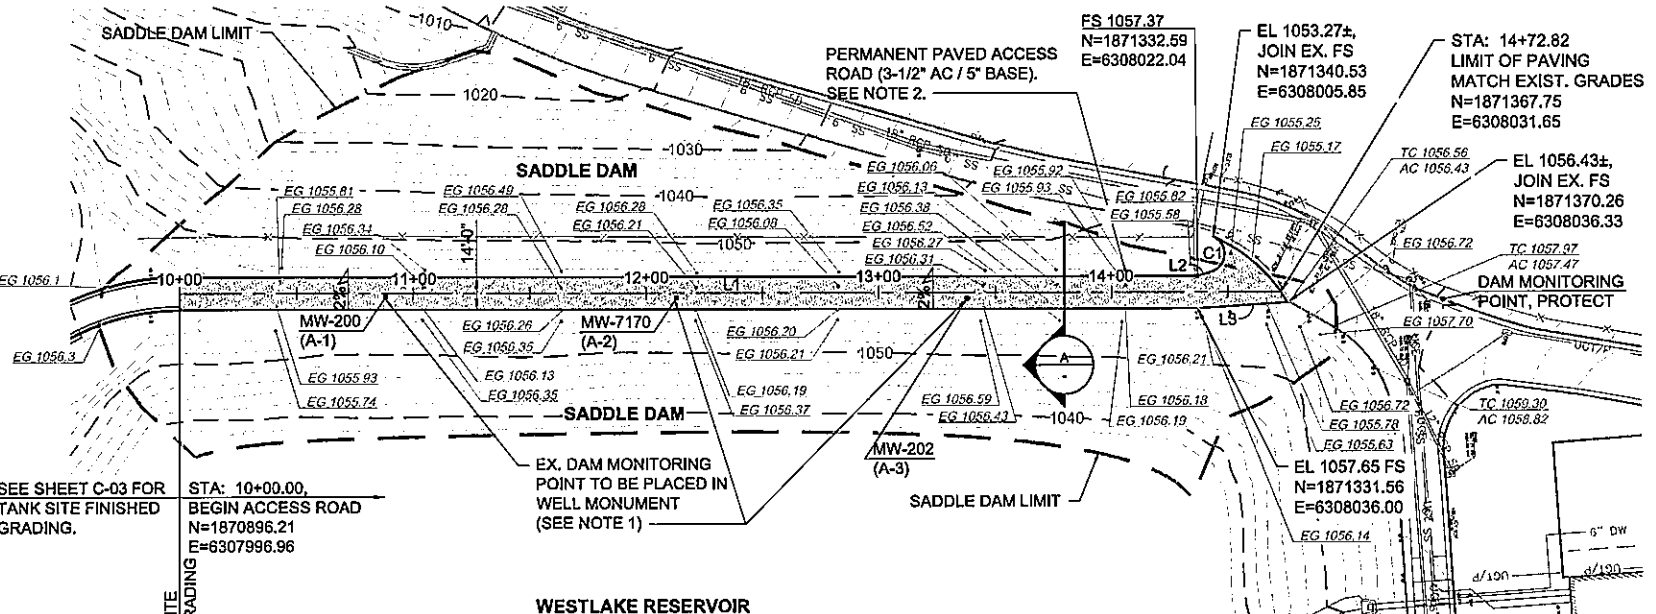 SADDLE DAM LIMIT
1010
1020
1030
1040
1050
SADDLE DAM
PERMANENT PAVED ACCESS
ROAD (3-1/2" AC / 5" BASE).
SEE NOTE 2.
FS 1057.37
N=1871332.59
E=6308022.04
EL 1053.27±,
JOIN EX. FS
N=1871340.53
E=6308005.85
STA: 14+72.82
LIMIT OF PAVING
MATCH EXIST. GRADES
N=1871367.75
E=6308031.65
EL 1056.43±,
JOIN EX. FS
N=1871370.26
E=6308036.33
EG 1055.25
EG 1055.17
TC 1056.56
AC 1056.43
EG 1056.72
TC 1057.97
AC 1057.47
DAM MONITORING
POINT, PROTECT
EG 1057.70
EG 1055.81
EG 1056.28
EG 1056.34
EG 1056.10
EG 1056.49
EG 1056.28
14'-0"
EG 1056.28
EG 1056.21
EG 1056.35
EG 1056.08
EG 1056.06
EG 1056.13
EG 1056.38
EG 1056.52
EG 1056.27
EG 1056.31
EG 1055.92
EG 1055.93
EG 1055.82
EG 1055.58
EG 1056.1
10+00
11+00
12+00
13+00
14+00
L1
L2
C1
L3
2%
2%
MW-200
(A-1)
MW-7170
(A-2)
MW-202
(A-3)
EG 1056.3
EG 1055.93
EG 1055.74
EG 1056.26
EG 1056.35
EG 1056.13
EG 1056.35
EG 1056.20
EG 1056.21
EG 1056.19
EG 1056.37
1050
A
-
EG 1056.21
EG 1056.59
EG 1056.43
1040
EG 1056.18
EG 1056.19
EG 1056.72
EG 1055.78
EG 1055.63
TC 1059.30
AC 1058.82
SADDLE DAM
EX. DAM MONITORING
POINT TO BE PLACED IN
WELL MONUMENT
(SEE NOTE 1)
SADDLE DAM LIMIT
EL 1057.65 FS
N=1871331.56
E=6308036.00
EG 1056.14
SEE SHEET C-03 FOR
TANK SITE FINISHED
GRADING.
STA: 10+00.00,
BEGIN ACCESS ROAD
N=1870896.21
E=6307996.96
WESTLAKE RESERVOIR